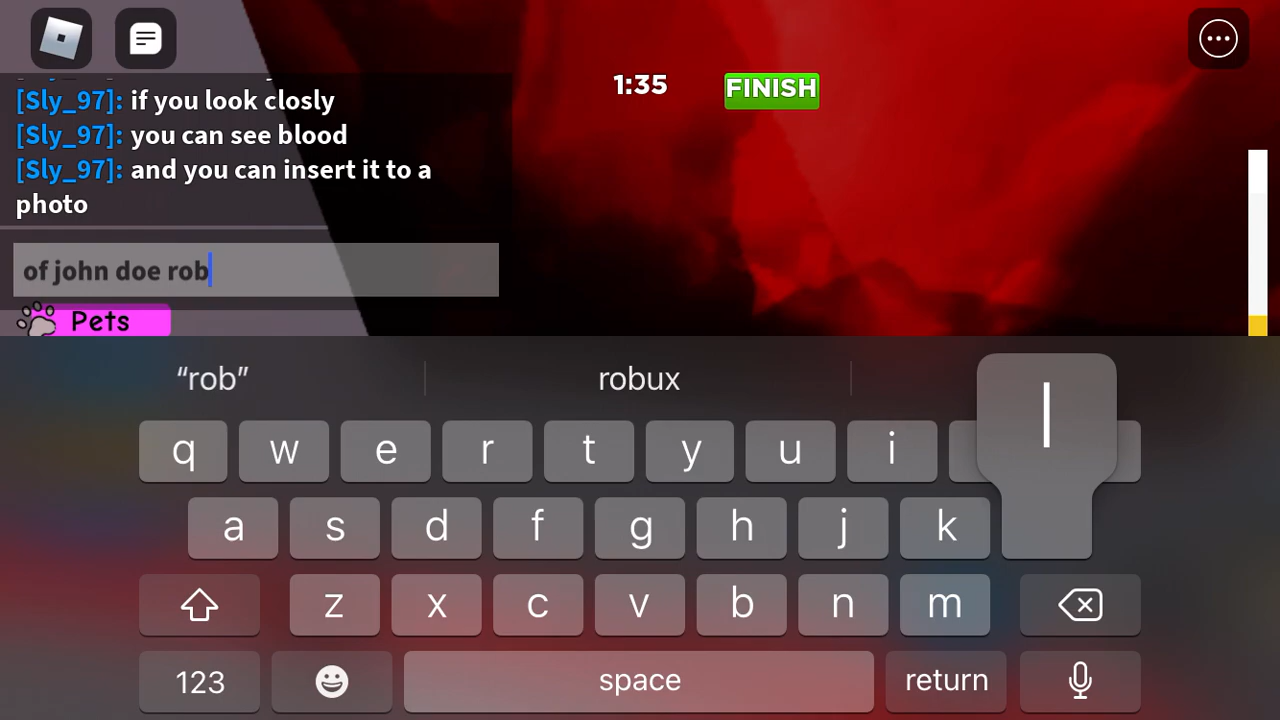 1:35
FINISH
[Sly_97]: if you look closly
[Sly_97]: you can see blood
[Sly_97]: and you can insert it to a
photo
of john doe rob
Pets
“rob” robux
q w e r t y u i
l
a s d f g h j k
z x c v b n m
123 space return